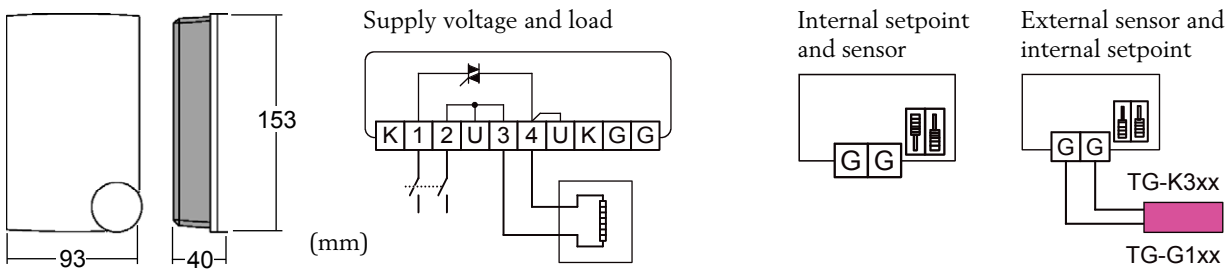 Supply voltage and load
Internal setpoint
and sensor
External sensor and
internal setpoint
153
93
40
(mm)
K 1 2 U 3 4 U K G G
G G
G G
TG-K3xx
TG-G1xx